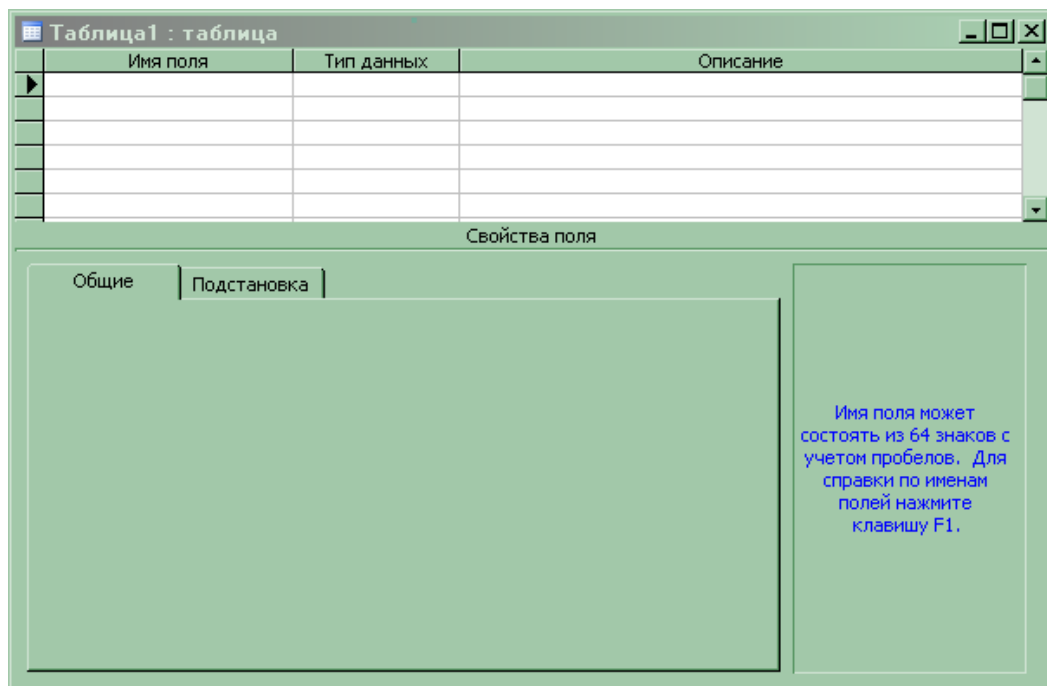 Таблица1 : таблица
Имя поля Тип данных Описание
Свойства поля
Общие Подстановка
Имя поля может
состоять из 64 знаков с
учетом пробелов. Для
справки по именам
полей нажмите
клавишу F1.